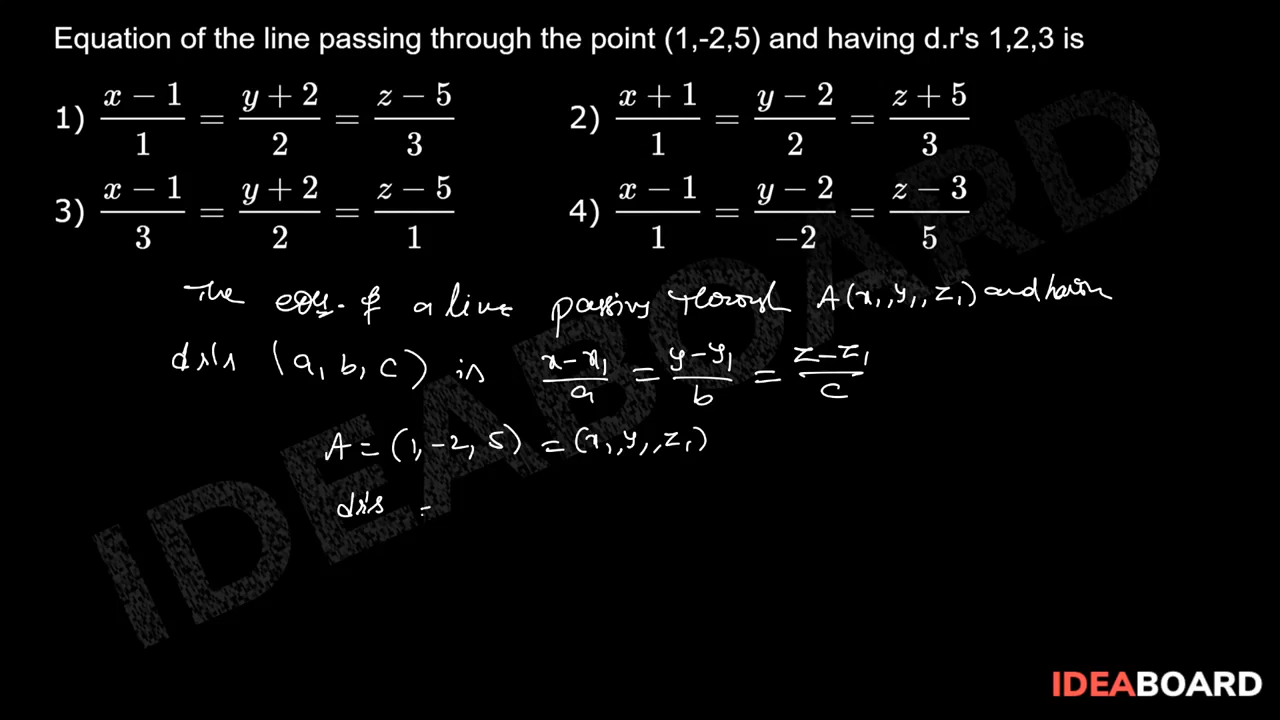 Equation of the line passing through the point (1,-2,5) and having d.r's 1,2,3 is
1) (x − 1)/1 = (y + 2)/2 = (z − 5)/3    2) (x + 1)/1 = (y − 2)/2 = (z + 5)/3
3) (x − 1)/3 = (y + 2)/2 = (z − 5)/1    4) (x − 1)/1 = (y − 2)/−2 = (z − 3)/5
The eqn. of a line passing through A(x₁, y₁, z₁) and having
dr's (a, b, c) is (x − x₁)/a = (y − y₁)/b = (z − z₁)/c
A = (1, −2, 5) = (x₁, y₁, z₁)
dr's =
IDEABOARD
IDEABOARD